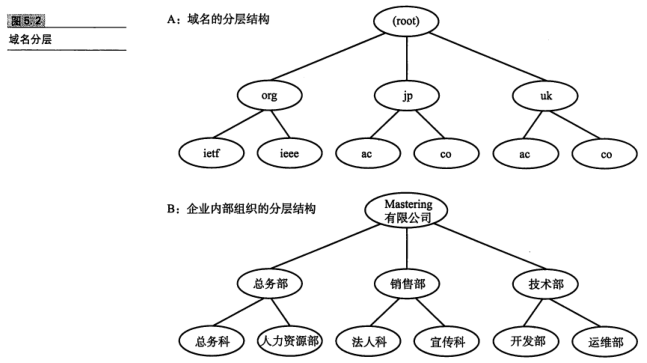 图5.2
域名分层
A：域名的分层结构
(root)
org
jp
uk
ietf
ieee
ac
co
ac
co
B：企业内部组织的分层结构
Mastering
有限公司
总务部
销售部
技术部
总务科
人力资源部
法人科
宣传科
开发部
运维部